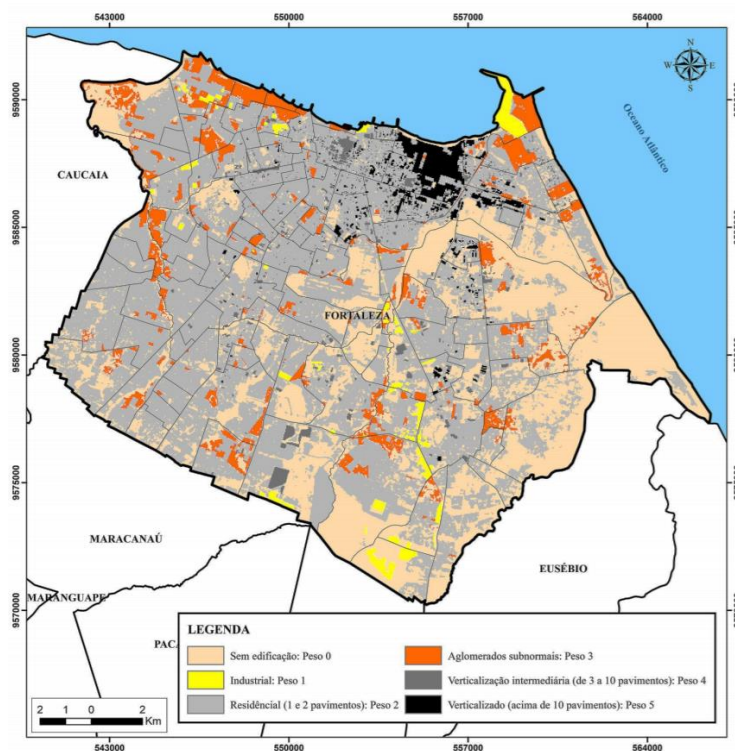 543000 550000 557000 564000
N
W E
S
9590000
Oceano Atlântico
CAUCAIA
9585000
FORTALEZA
9580000
9575000
MARACANAÚ
EUSÉBIO
MARANGUAPE
9570000
PACA
LEGENDA
Sem edificação: Peso 0
Industrial: Peso 1
Residêncial (1 e 2 pavimentos): Peso 2
Aglomerados subnormais: Peso 3
Verticalização intermediária (de 3 a 10 pavimentos): Peso 4
Verticalizado (acima de 10 pavimentos): Peso 5
2 1 0 2
Km
543000 550000 557000 564000